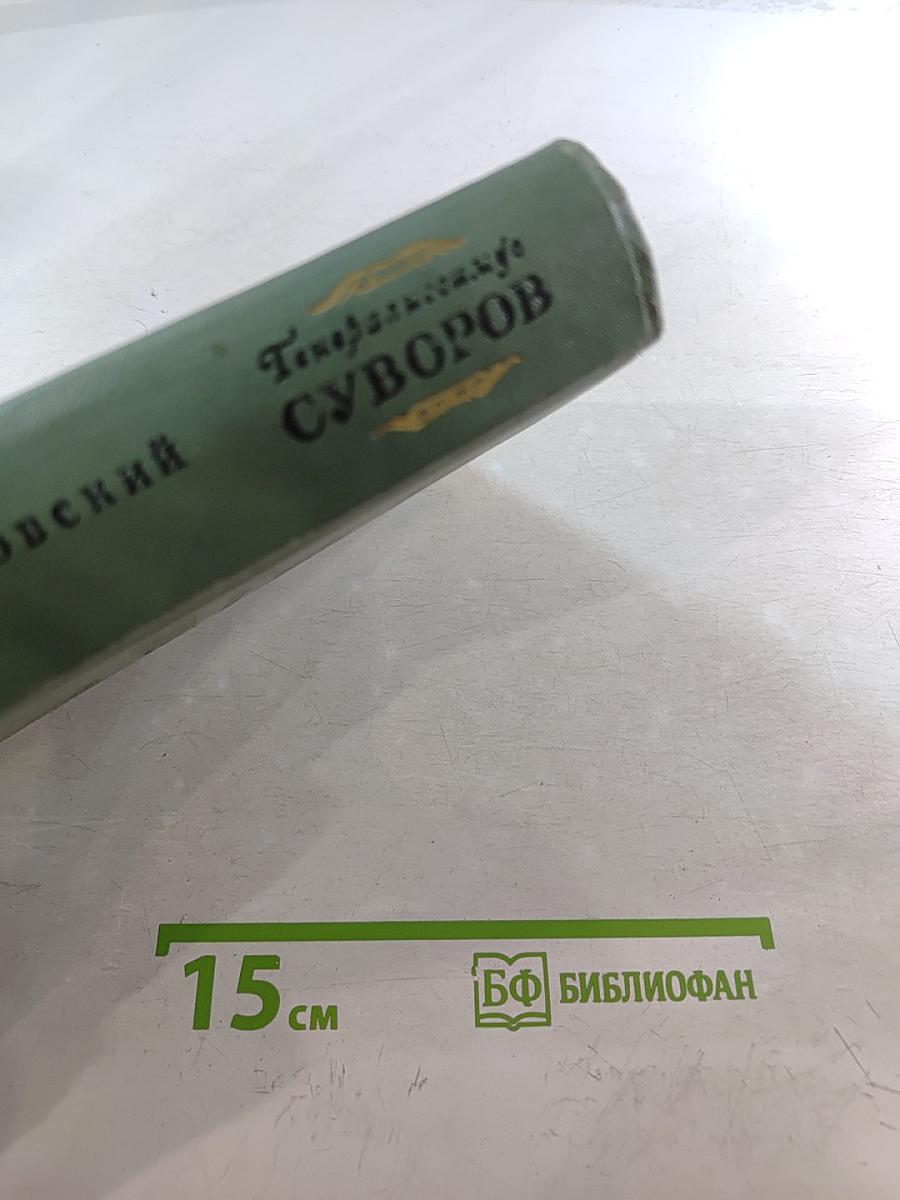 Генералиссимус
СУВОРОВ
овский
15 см
БФ БИБЛИОФАН